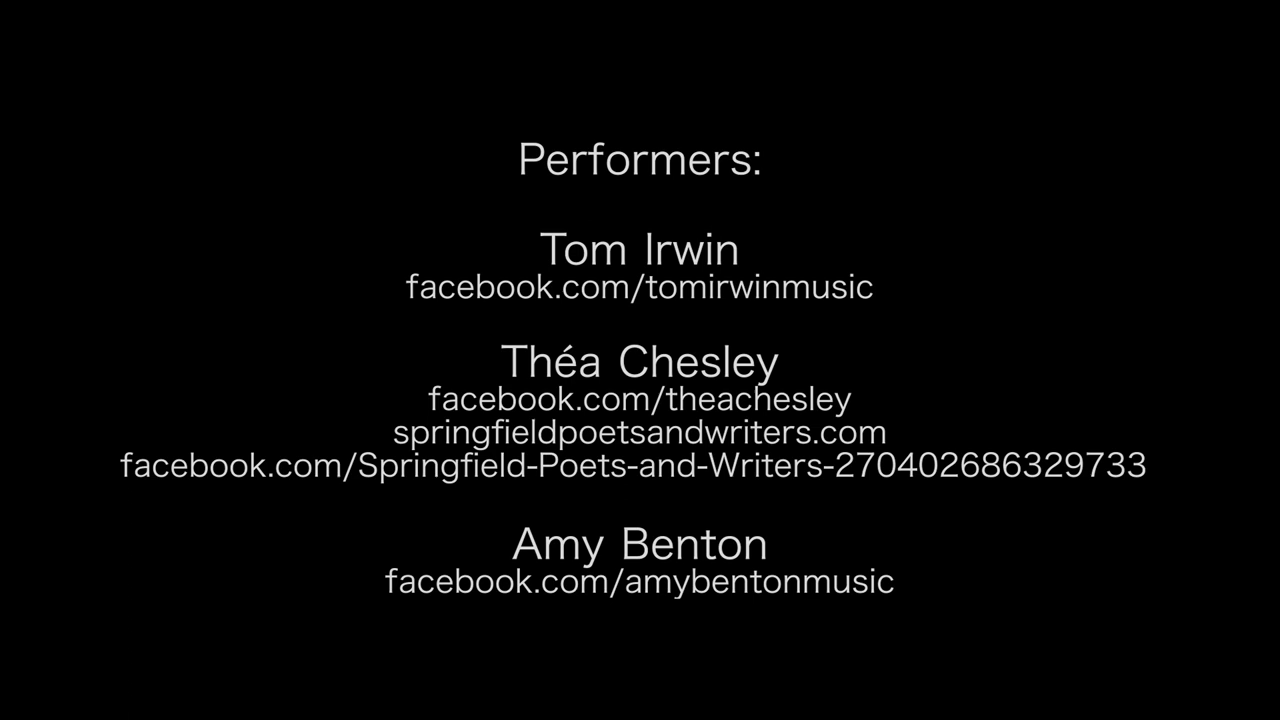 Performers:
Tom Irwin
facebook.com/tomirwinmusic
Théa Chesley
facebook.com/theachesley
springfieldpoetsandwriters.com
facebook.com/Springfield-Poets-and-Writers-270402686329733
Amy Benton
facebook.com/amybentonmusic